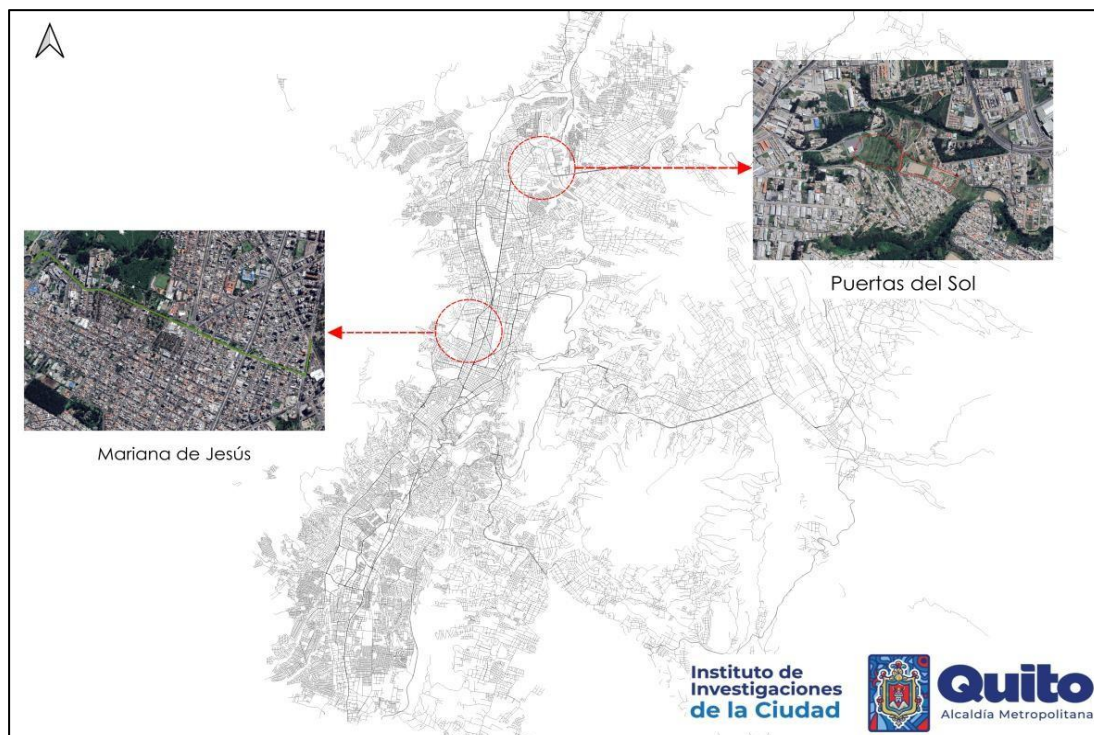 Puertas del Sol
Mariana de Jesús
Instituto de
Investigaciones
de la Ciudad
Quito
Alcaldía Metropolitana